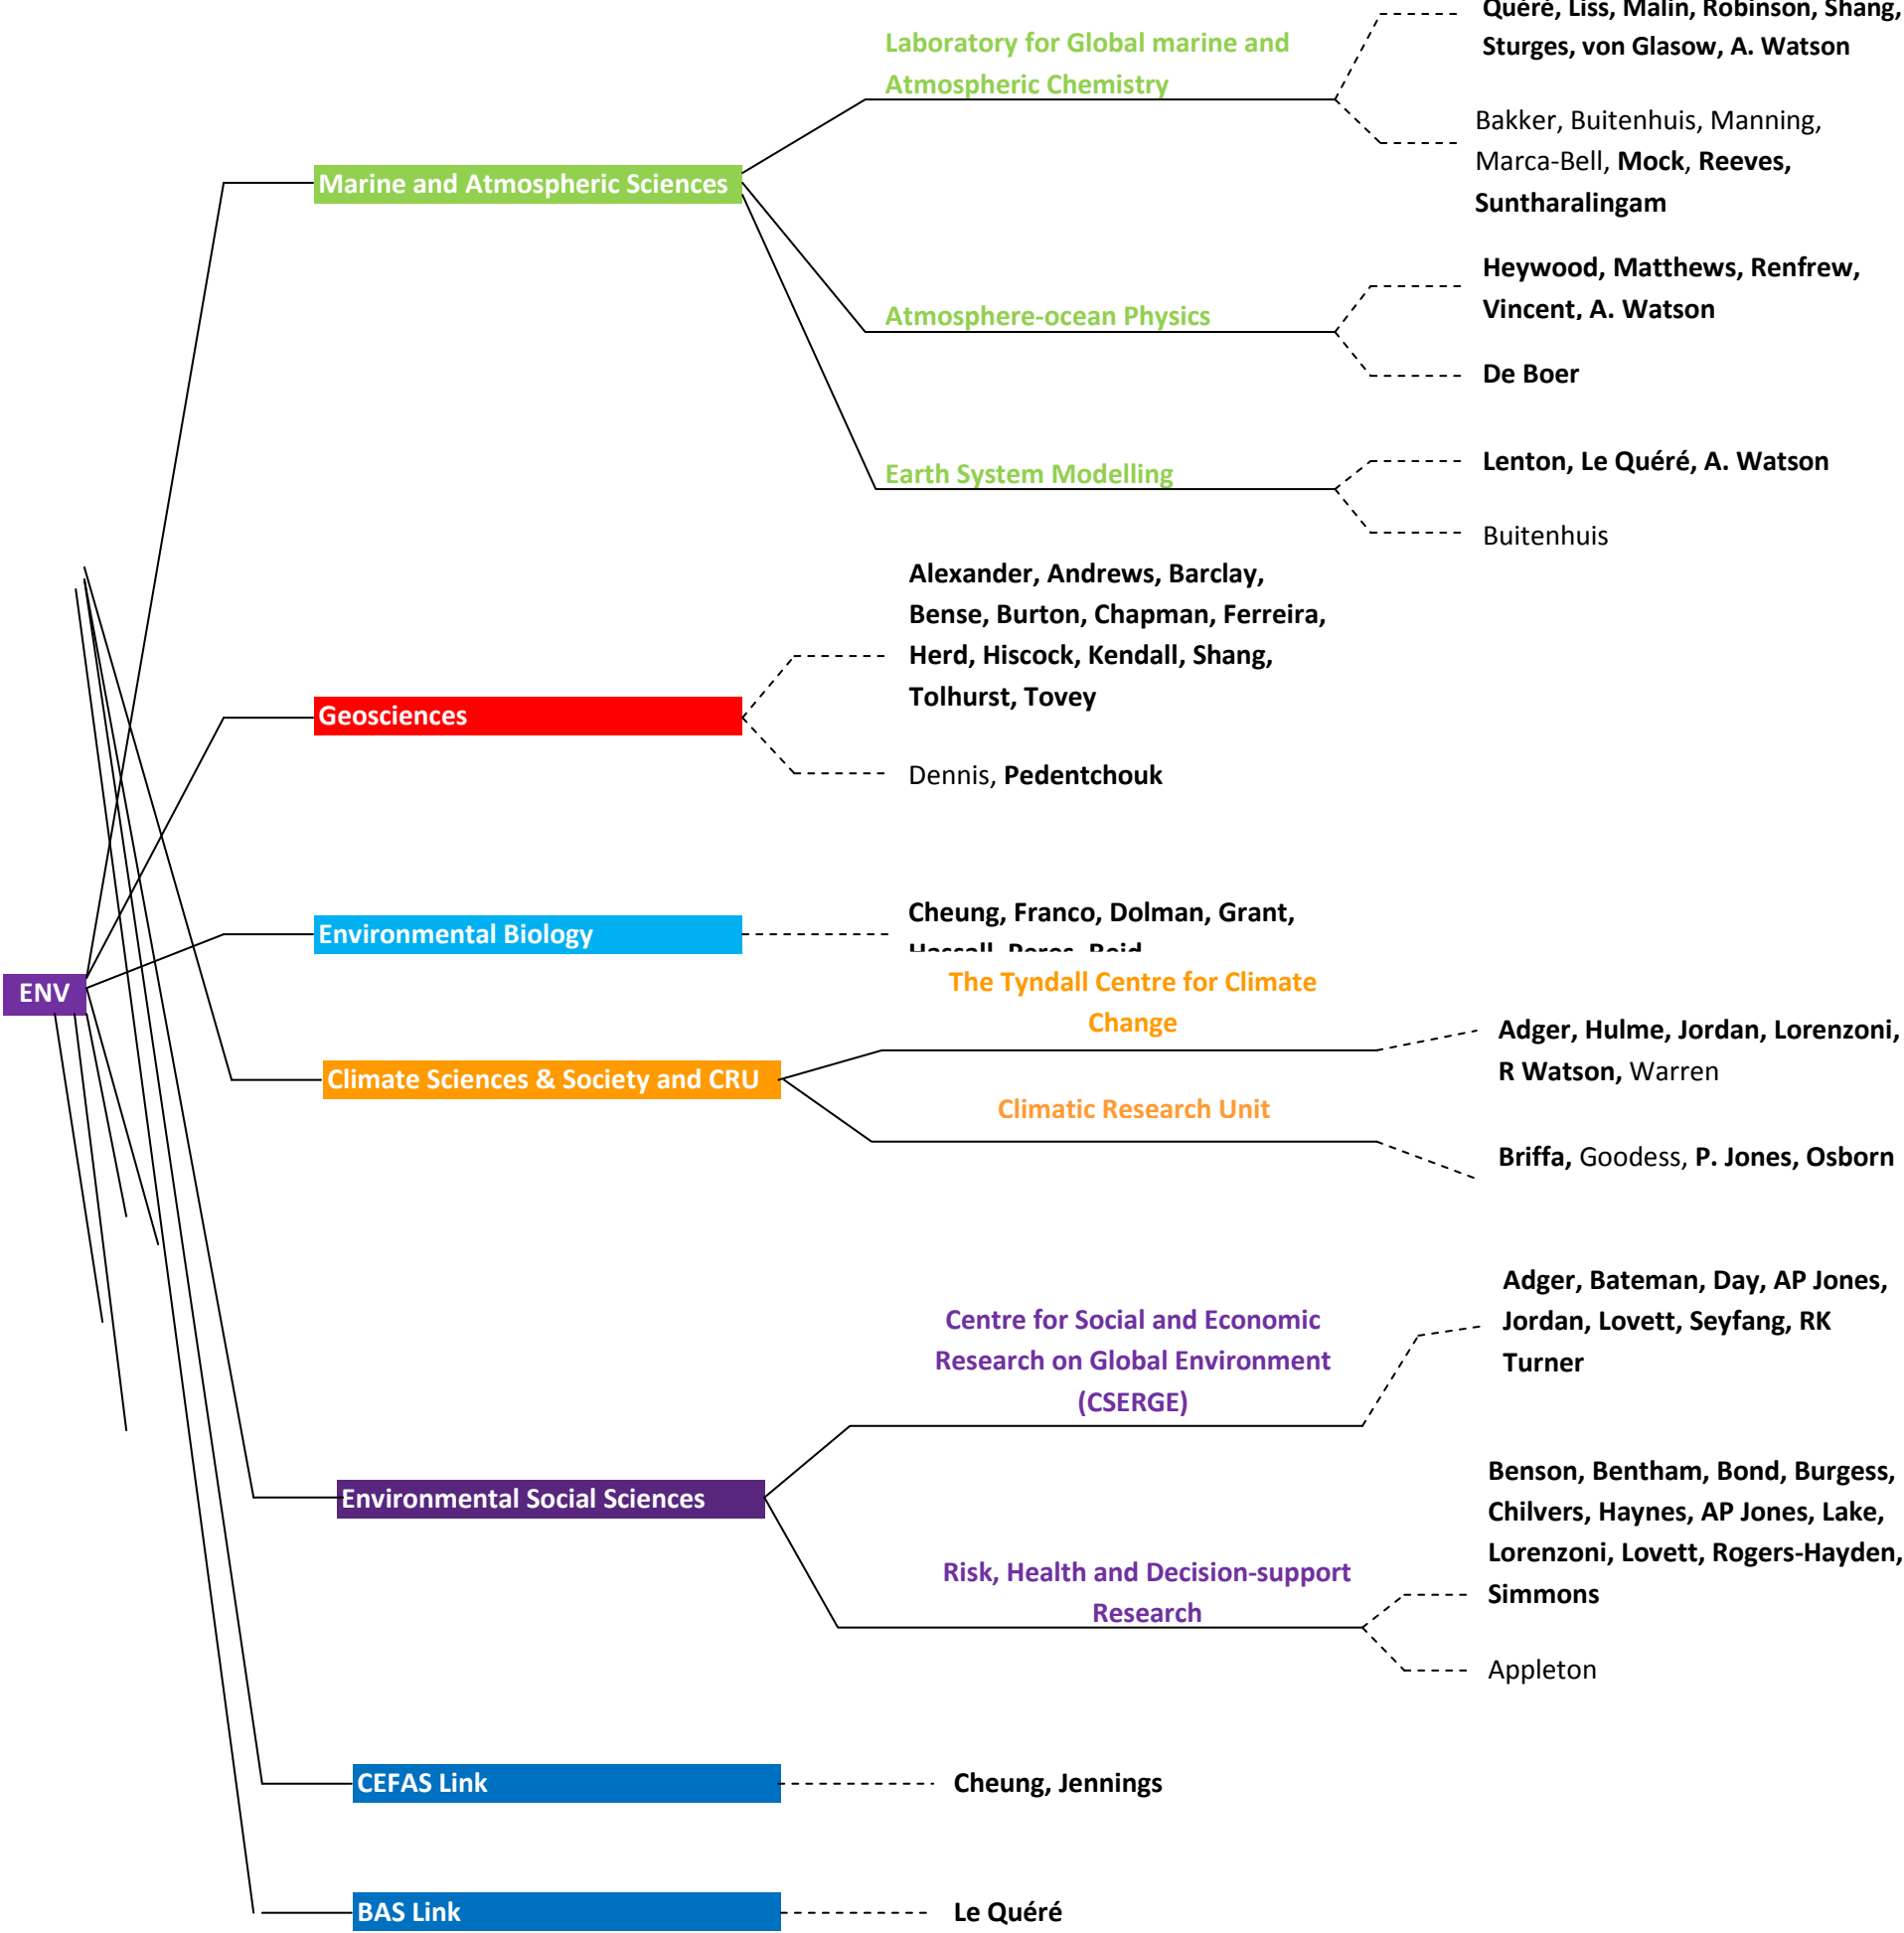 Quéré, Liss, Malin, Robinson, Shang,
Sturges, von Glasow, A. Watson
Laboratory for Global marine and
Atmospheric Chemistry
Bakker, Buitenhuis, Manning,
Marca-Bell, Mock, Reeves,
Suntharalingam
Marine and Atmospheric Sciences
Heywood, Matthews, Renfrew,
Vincent, A. Watson
Atmosphere-ocean Physics
De Boer
Lenton, Le Quéré, A. Watson
Earth System Modelling
Buitenhuis
Alexander, Andrews, Barclay,
Bense, Burton, Chapman, Ferreira,
Herd, Hiscock, Kendall, Shang,
Tolhurst, Tovey
Geosciences
Dennis, Pedentchouk
Cheung, Franco, Dolman, Grant,
Environmental Biology
ENV
The Tyndall Centre for Climate
Change
Adger, Hulme, Jordan, Lorenzoni,
R Watson, Warren
Climate Sciences & Society and CRU
Climatic Research Unit
Briffa, Goodess, P. Jones, Osborn
Adger, Bateman, Day, AP Jones,
Jordan, Lovett, Seyfang, RK
Turner
Centre for Social and Economic
Research on Global Environment
(CSERGE)
Environmental Social Sciences
Benson, Bentham, Bond, Burgess,
Chilvers, Haynes, AP Jones, Lake,
Lorenzoni, Lovett, Rogers-Hayden,
Simmons
Risk, Health and Decision-support
Research
Appleton
CEFAS Link
Cheung, Jennings
BAS Link
Le Quéré